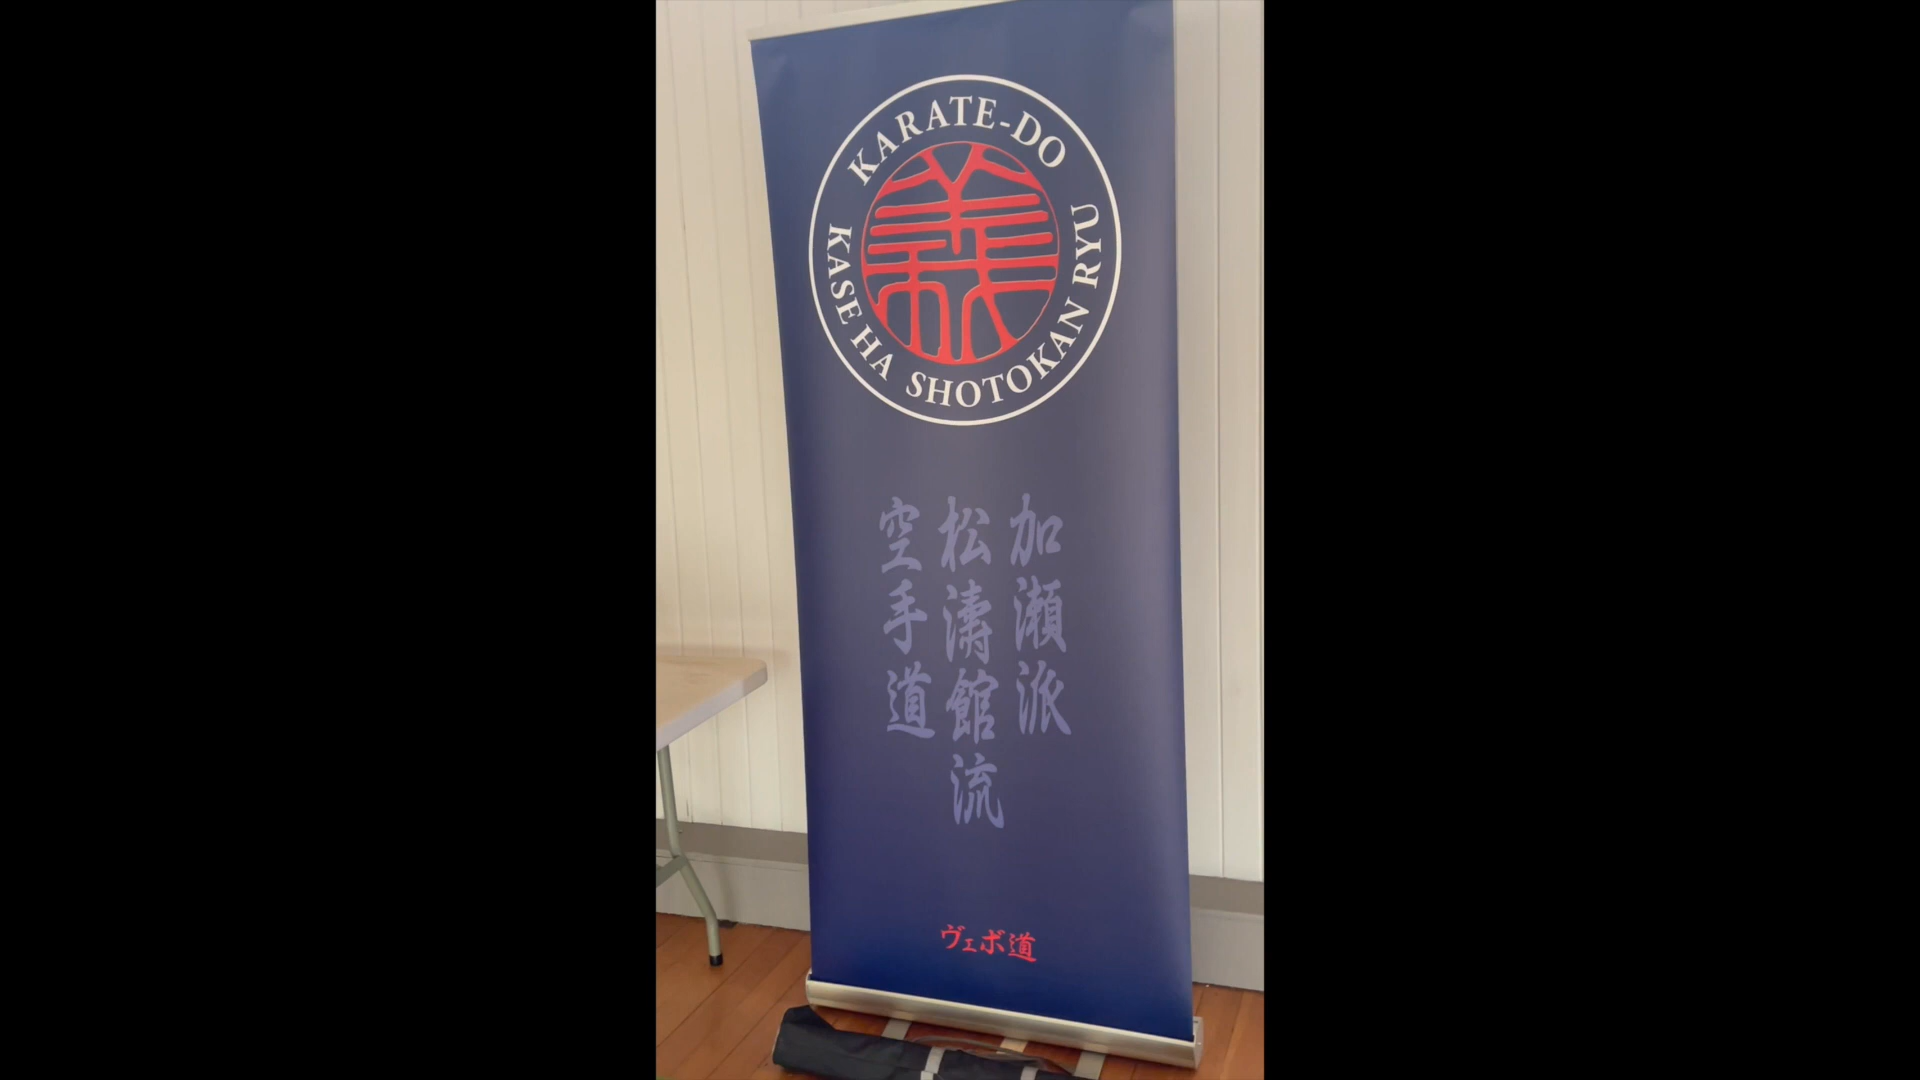 KARATE-DO
KASE HA SHOTOKAN RYU
義
加瀬派
松濤館流
空手道
ヴェボ道